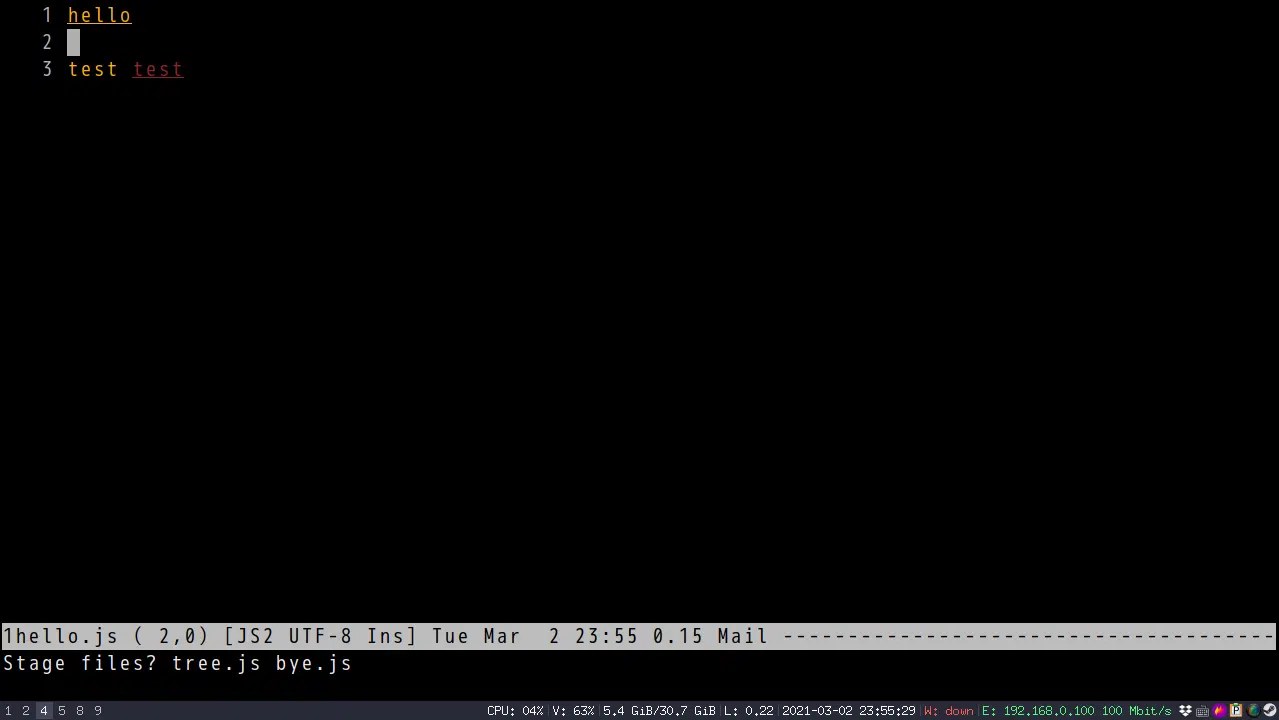 1 hello
2
3 test test
1hello.js ( 2,0) [JS2 UTF-8 Ins] Tue Mar  2 23:55 0.15 Mail ---------------------------------------
Stage files? tree.js bye.js
1 2 4 5 8 9 CPU: 04%|V: 63%|5.4 GiB/30.7 GiB|L: 0.22|2021-03-02 23:55:29|W: down|E: 192.168.0.100 100 Mbit/s